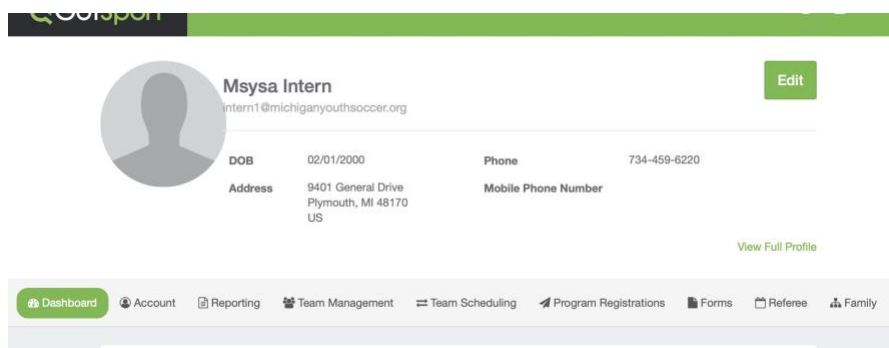 Msysa Intern
Edit
intern1@michiganyouthsoccer.org
DOB 02/01/2000 Phone 734-459-6220
Address 9401 General Drive Mobile Phone Number
Plymouth, MI 48170
US
View Full Profile
Dashboard Account Reporting Team Management Team Scheduling Program Registrations Forms Referee Family